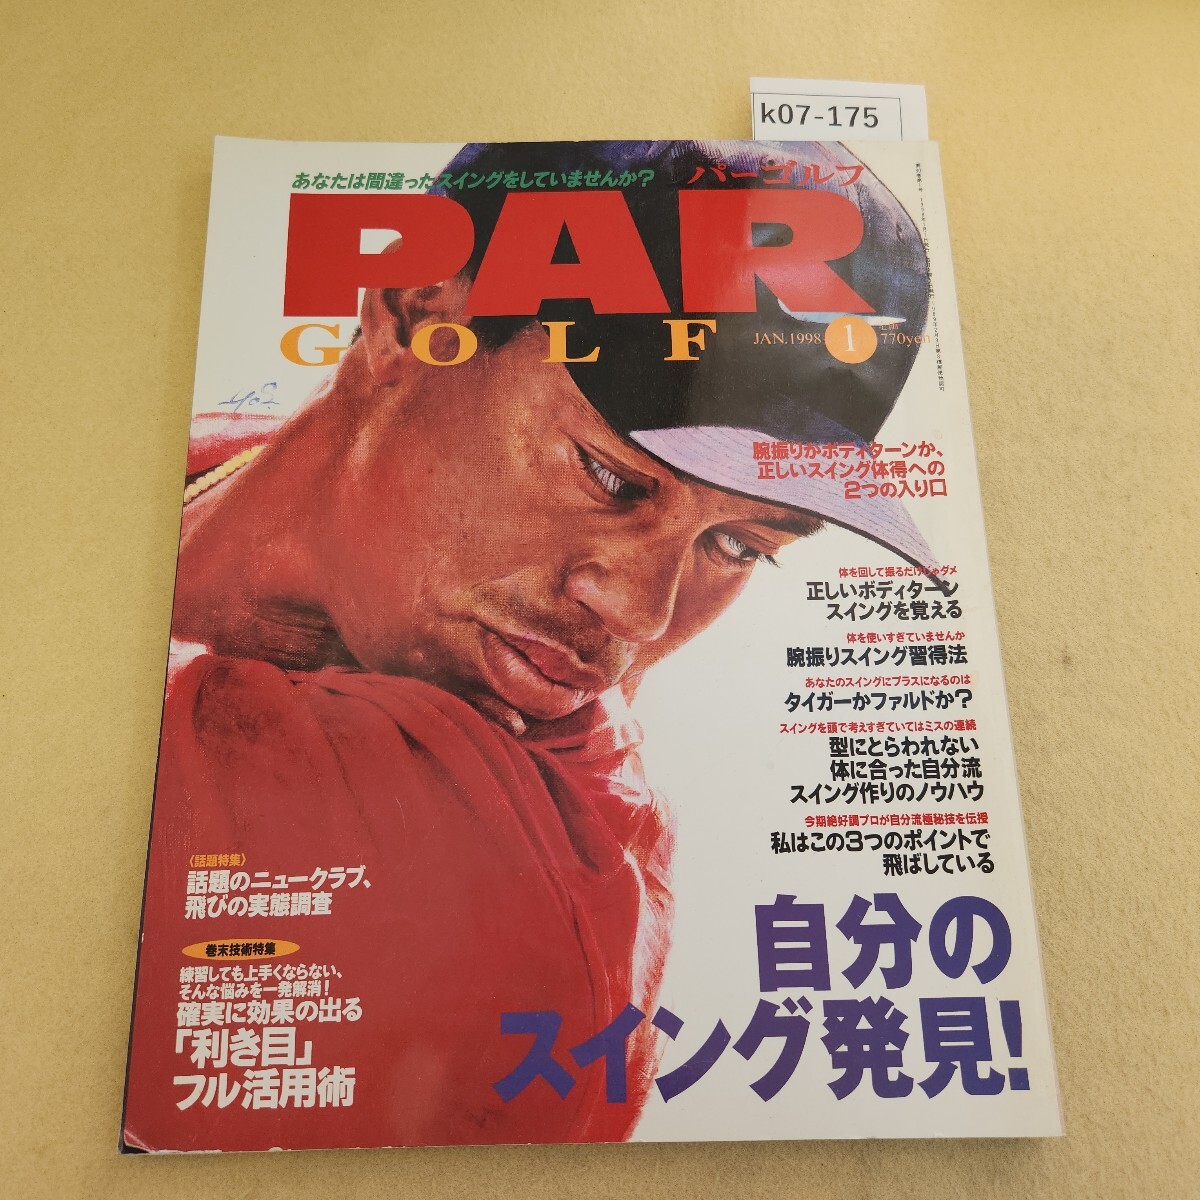 k07-175
あなたは間違ったスイングをしていませんか?
パーゴルフ
PAR
GOLF
JAN.1998
1
定価
770yen
腕振りかボディターンか、
正しいスイング体得への
2つの入り口
体を回して振るだけじゃダメ
正しいボディターン
スイングを覚える
体を使いすぎていませんか
腕振りスイング習得法
あなたのスイングにプラスになるのは
タイガーかファルドか?
スイングを頭で考えすぎていてはミスの連続
型にとらわれない
体に合った自分流
スイング作りのノウハウ
今期絶好調プロが自分流極秘技を伝授
私はこの3つのポイントで
飛ばしている
〈話題特集〉
話題のニュークラブ、
飛びの実態調査
巻末技術特集
練習しても上手くならない、
そんな悩みを一発解消!
確実に効果の出る
「利き目」
フル活用術
自分の
スイング発見!